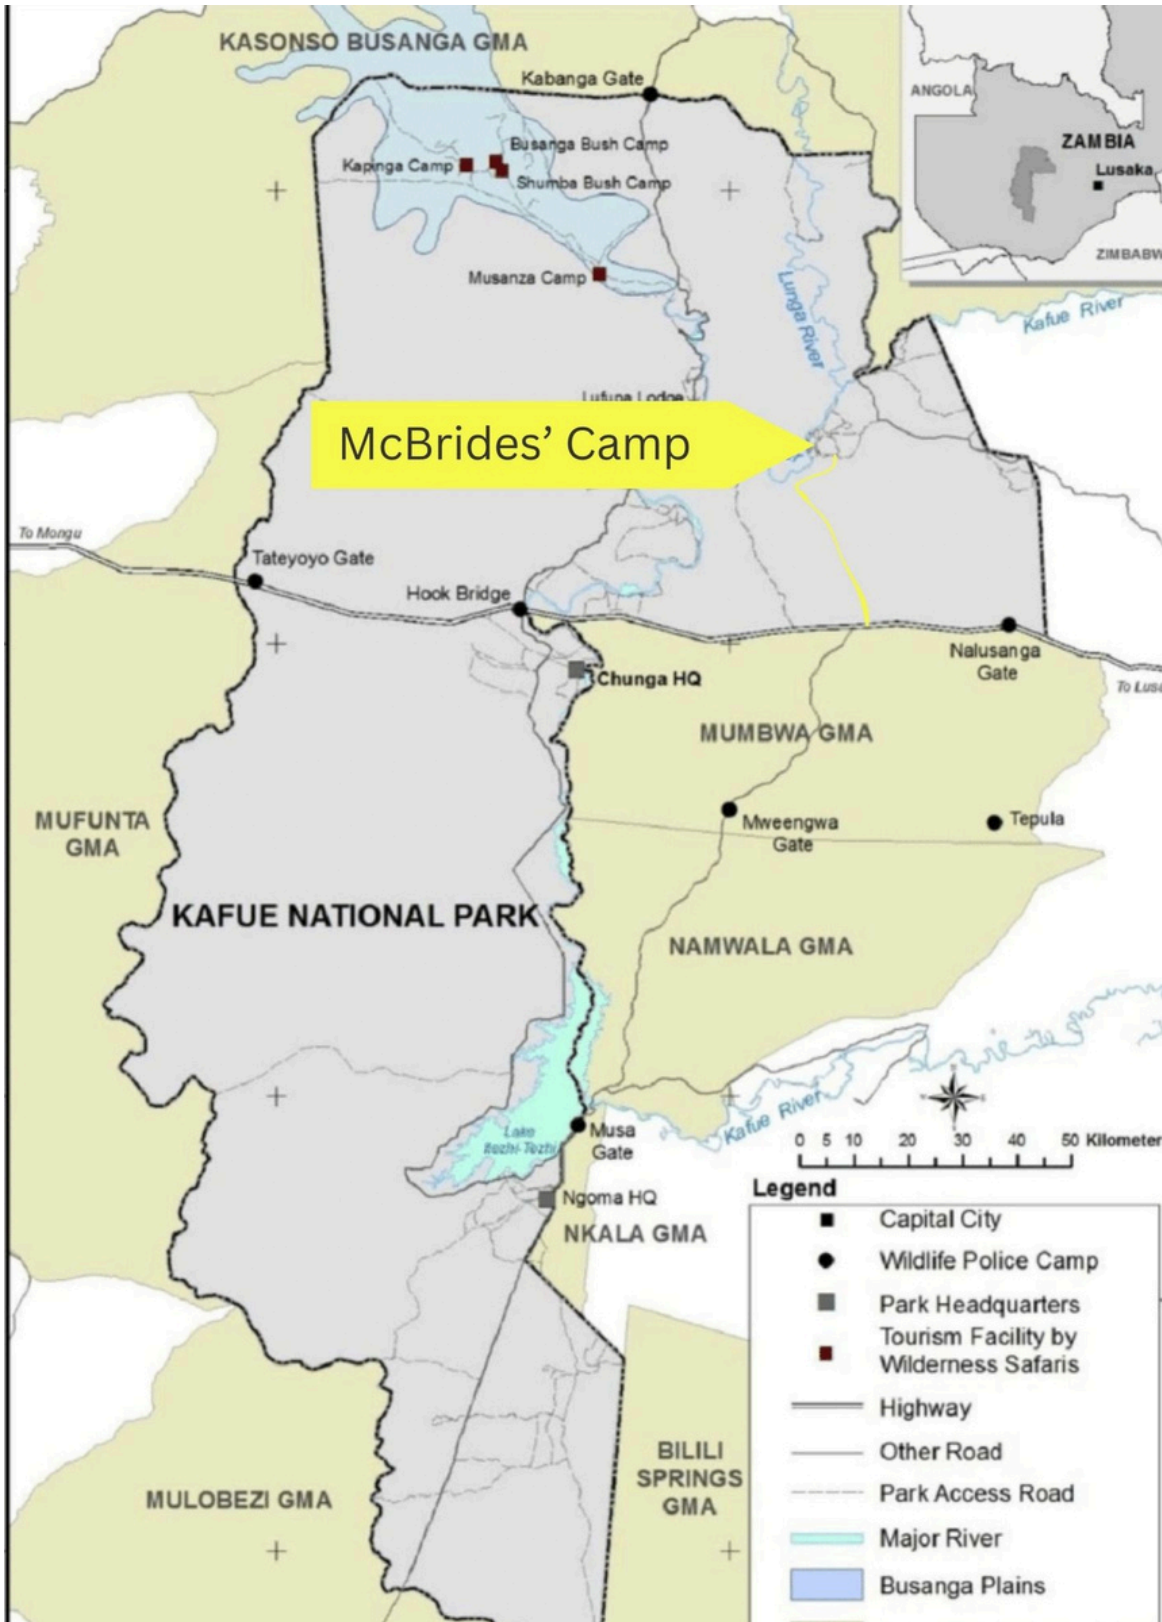 KASONSO BUSANGA GMA
Kabanga Gate
ANGOLA
ZAMBIA
Lusaka
ZIMBABW
Busanga Bush Camp
Kapinga Camp
Shumba Bush Camp
Musanza Camp
Lunga River
Kafue River
Lufupa Lodge
McBrides’ Camp
To Mongu
Tateyoyo Gate
Hook Bridge
Nalusanga
Gate
To Lusa
Chunga HQ
MUMBWA GMA
MUFUNTA
GMA
Mweengwa
Gate
Tepula
KAFUE NATIONAL PARK
NAMWALA GMA
Kafue River
Lake
Itezhi-Tezhi
Musa
Gate
0 5 10 20 30 40 50 Kilometer
Ngoma HQ
NKALA GMA
Legend
Capital City
Wildlife Police Camp
Park Headquarters
Tourism Facility by
Wilderness Safaris
Highway
Other Road
Park Access Road
Major River
Busanga Plains
BILILI
SPRINGS
GMA
MULOBEZI GMA